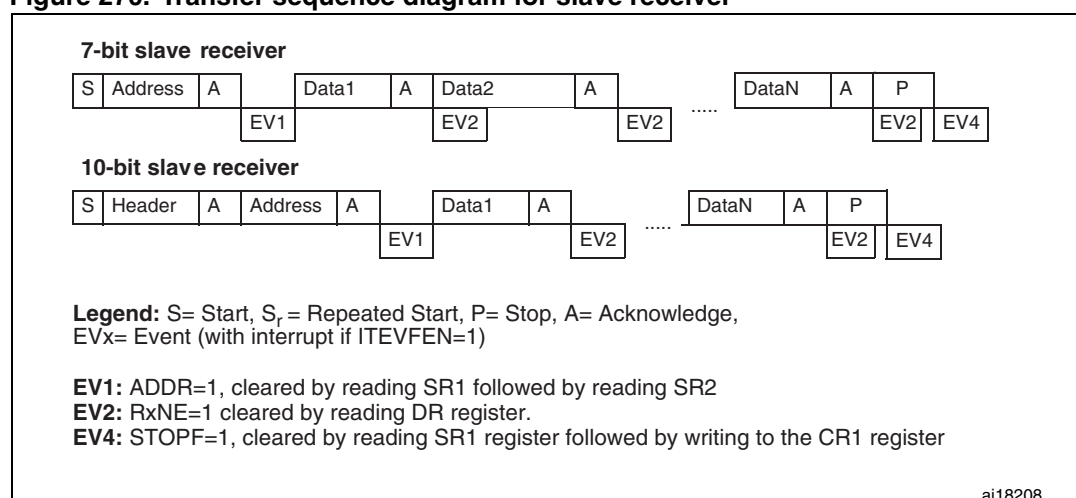 Figure 270. Transfer sequence diagram for slave receiver
7-bit slave receiver
S Address A Data1 A Data2 A ..... DataN A P
EV1 EV2 EV2 EV2 EV4
10-bit slave receiver
S Header A Address A Data1 A ..... DataN A P
EV1 EV2 EV2 EV4
Legend: S= Start, Sr = Repeated Start, P= Stop, A= Acknowledge,
EVx= Event (with interrupt if ITEVFEN=1)
EV1: ADDR=1, cleared by reading SR1 followed by reading SR2
EV2: RxNE=1 cleared by reading DR register.
EV4: STOPF=1, cleared by reading SR1 register followed by writing to the CR1 register
ai18208